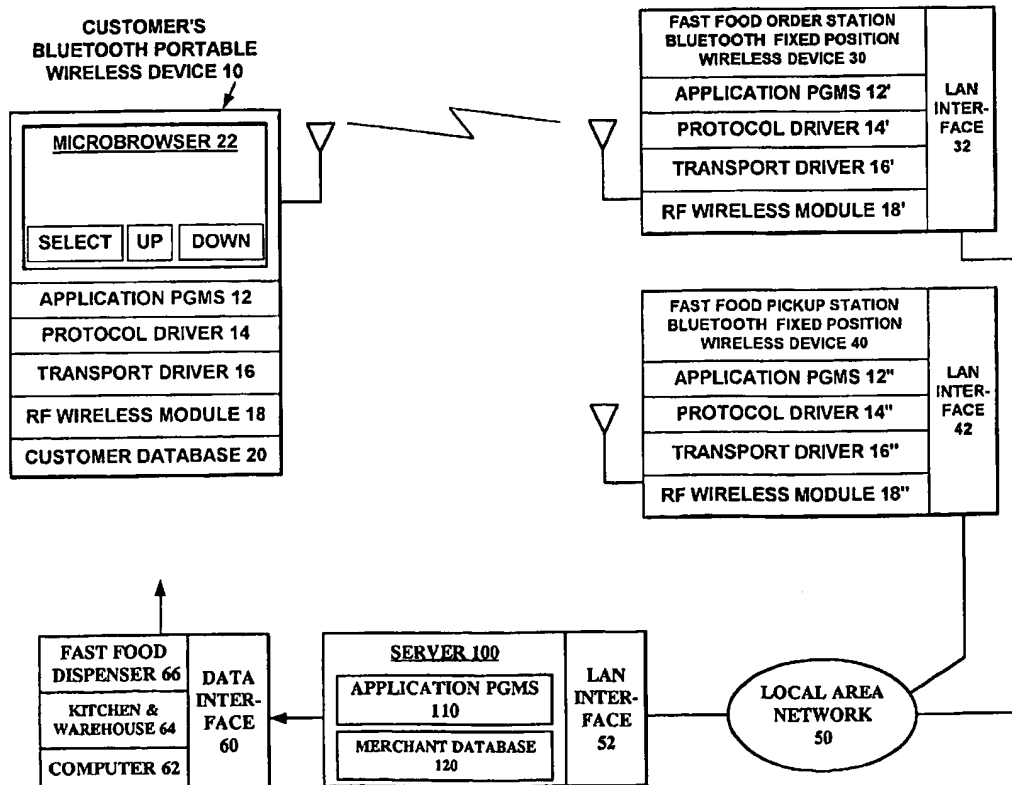 CUSTOMER'S
BLUETOOTH PORTABLE
WIRELESS DEVICE 10
MICROBROWSER 22
SELECT UP DOWN
APPLICATION PGMS 12
PROTOCOL DRIVER 14
TRANSPORT DRIVER 16
RF WIRELESS MODULE 18
CUSTOMER DATABASE 20
FAST FOOD ORDER STATION
BLUETOOTH FIXED POSITION
WIRELESS DEVICE 30
APPLICATION PGMS 12'
PROTOCOL DRIVER 14'
TRANSPORT DRIVER 16'
RF WIRELESS MODULE 18'
LAN
INTER-
FACE
32
FAST FOOD PICKUP STATION
BLUETOOTH FIXED POSITION
WIRELESS DEVICE 40
APPLICATION PGMS 12"
PROTOCOL DRIVER 14"
TRANSPORT DRIVER 16"
RF WIRELESS MODULE 18"
LAN
INTER-
FACE
42
FAST FOOD
DISPENSER 66
KITCHEN &
WAREHOUSE 64
COMPUTER 62
DATA
INTER-
FACE
60
SERVER 100
APPLICATION PGMS
110
MERCHANT DATABASE
120
LAN
INTER-
FACE
52
LOCAL AREA
NETWORK
50